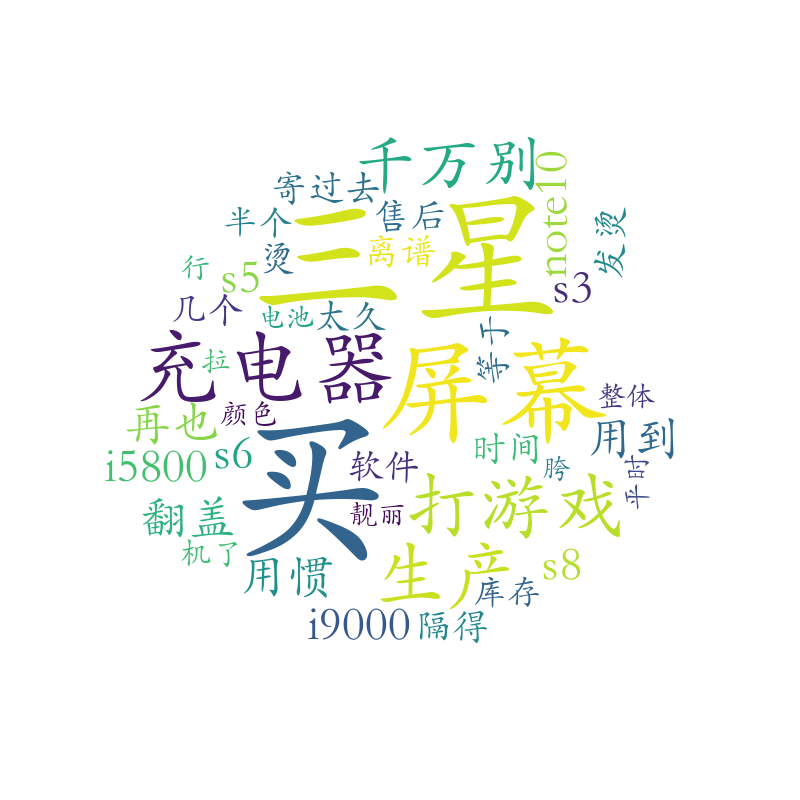 千万别
note10
寄过去
三星
半个
售后
发烫
烫
离谱
行
s5
s3
几个
电池
太久
等于
充电器
拉
屏幕
颜色
整体
再也
用到
买
i5800
s6
软件
时间
胯
平时
翻盖
靓丽
打游戏
机了
用惯
生产
s8
库存
i9000
隔得